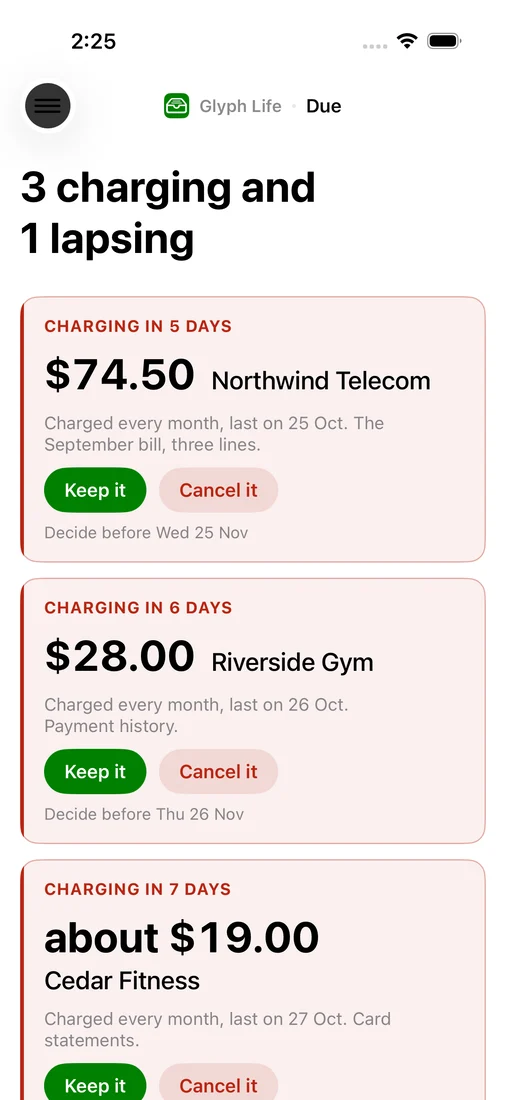 2:25
Glyph Life · Due
3 charging and
1 lapsing
CHARGING IN 5 DAYS
$74.50 Northwind Telecom
Charged every month, last on 25 Oct. The
September bill, three lines.
Keep it Cancel it
Decide before Wed 25 Nov
CHARGING IN 6 DAYS
$28.00 Riverside Gym
Charged every month, last on 26 Oct.
Payment history.
Keep it Cancel it
Decide before Thu 26 Nov
CHARGING IN 7 DAYS
about $19.00
Cedar Fitness
Charged every month, last on 27 Oct. Card
statements.
Keep it Cancel it